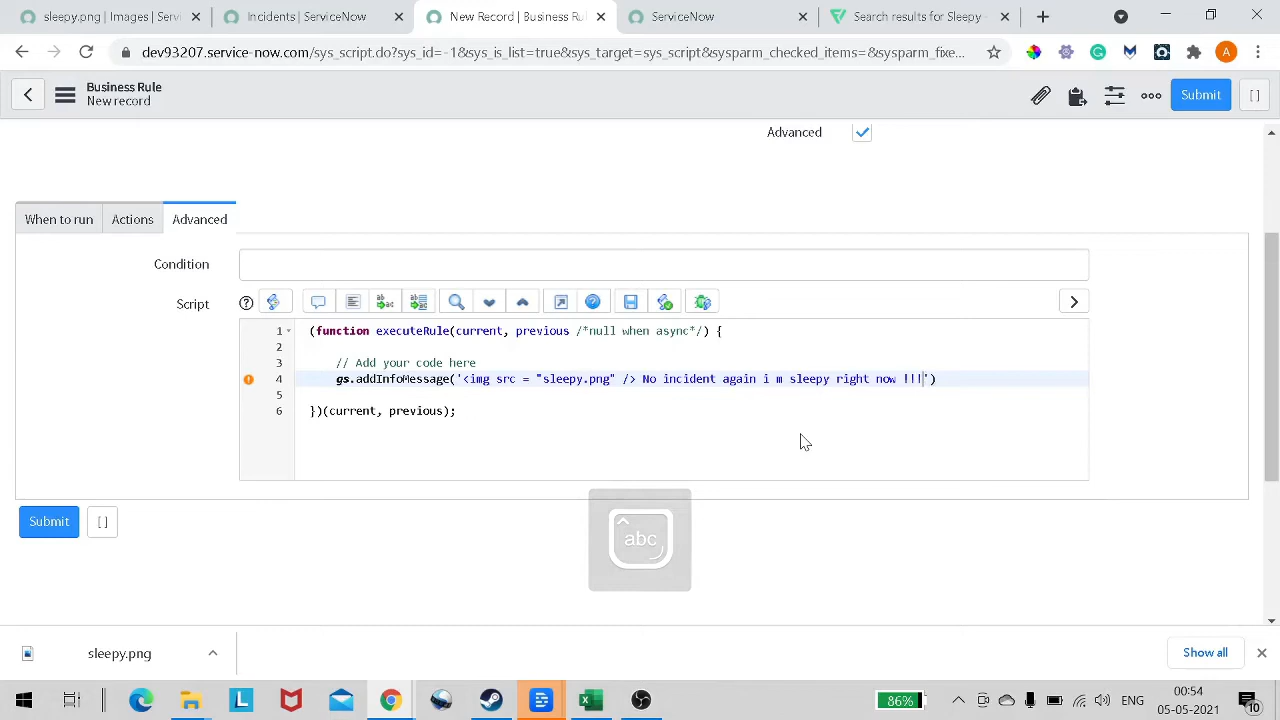 sleepy.png | Images | Servi
Incidents | ServiceNow
New Record | Business Ru
ServiceNow
Search results for Sleepy
dev93207.service-now.com/sys_script.do?sys_id=-1&sys_is_list=true&sys_target=sys_script&sysparm_checked_items=&sysparm_fixe
A
Business Rule
New record
Submit
[ ]
Advanced
When to run
Actions
Advanced
Condition
Script
1 (function executeRule(current, previous /*null when async*/) {
2
3 // Add your code here
4 gs.addInfoMessage('<img src = "sleepy.png" /> No incident again i m sleepy right now !!!')
5
6 })(current, previous);
Submit
[ ]
abc
sleepy.png
Show all
86%
ENG
00:54
05-05-2021
10